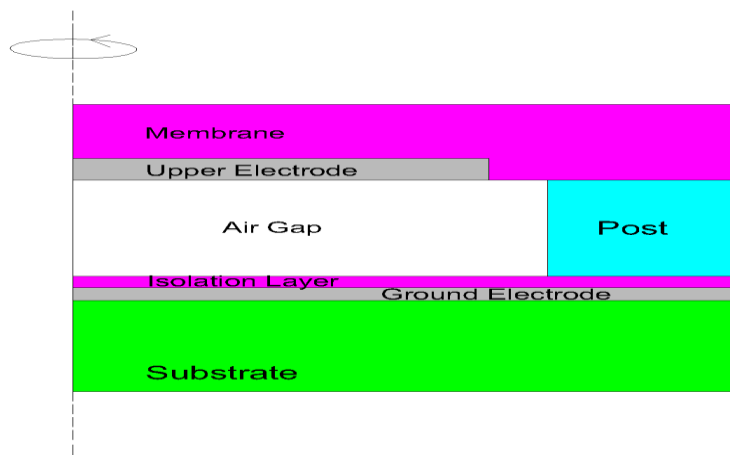 Membrane
Upper Electrode
Air Gap
Post
Isolation Layer
Ground Electrode
Substrate